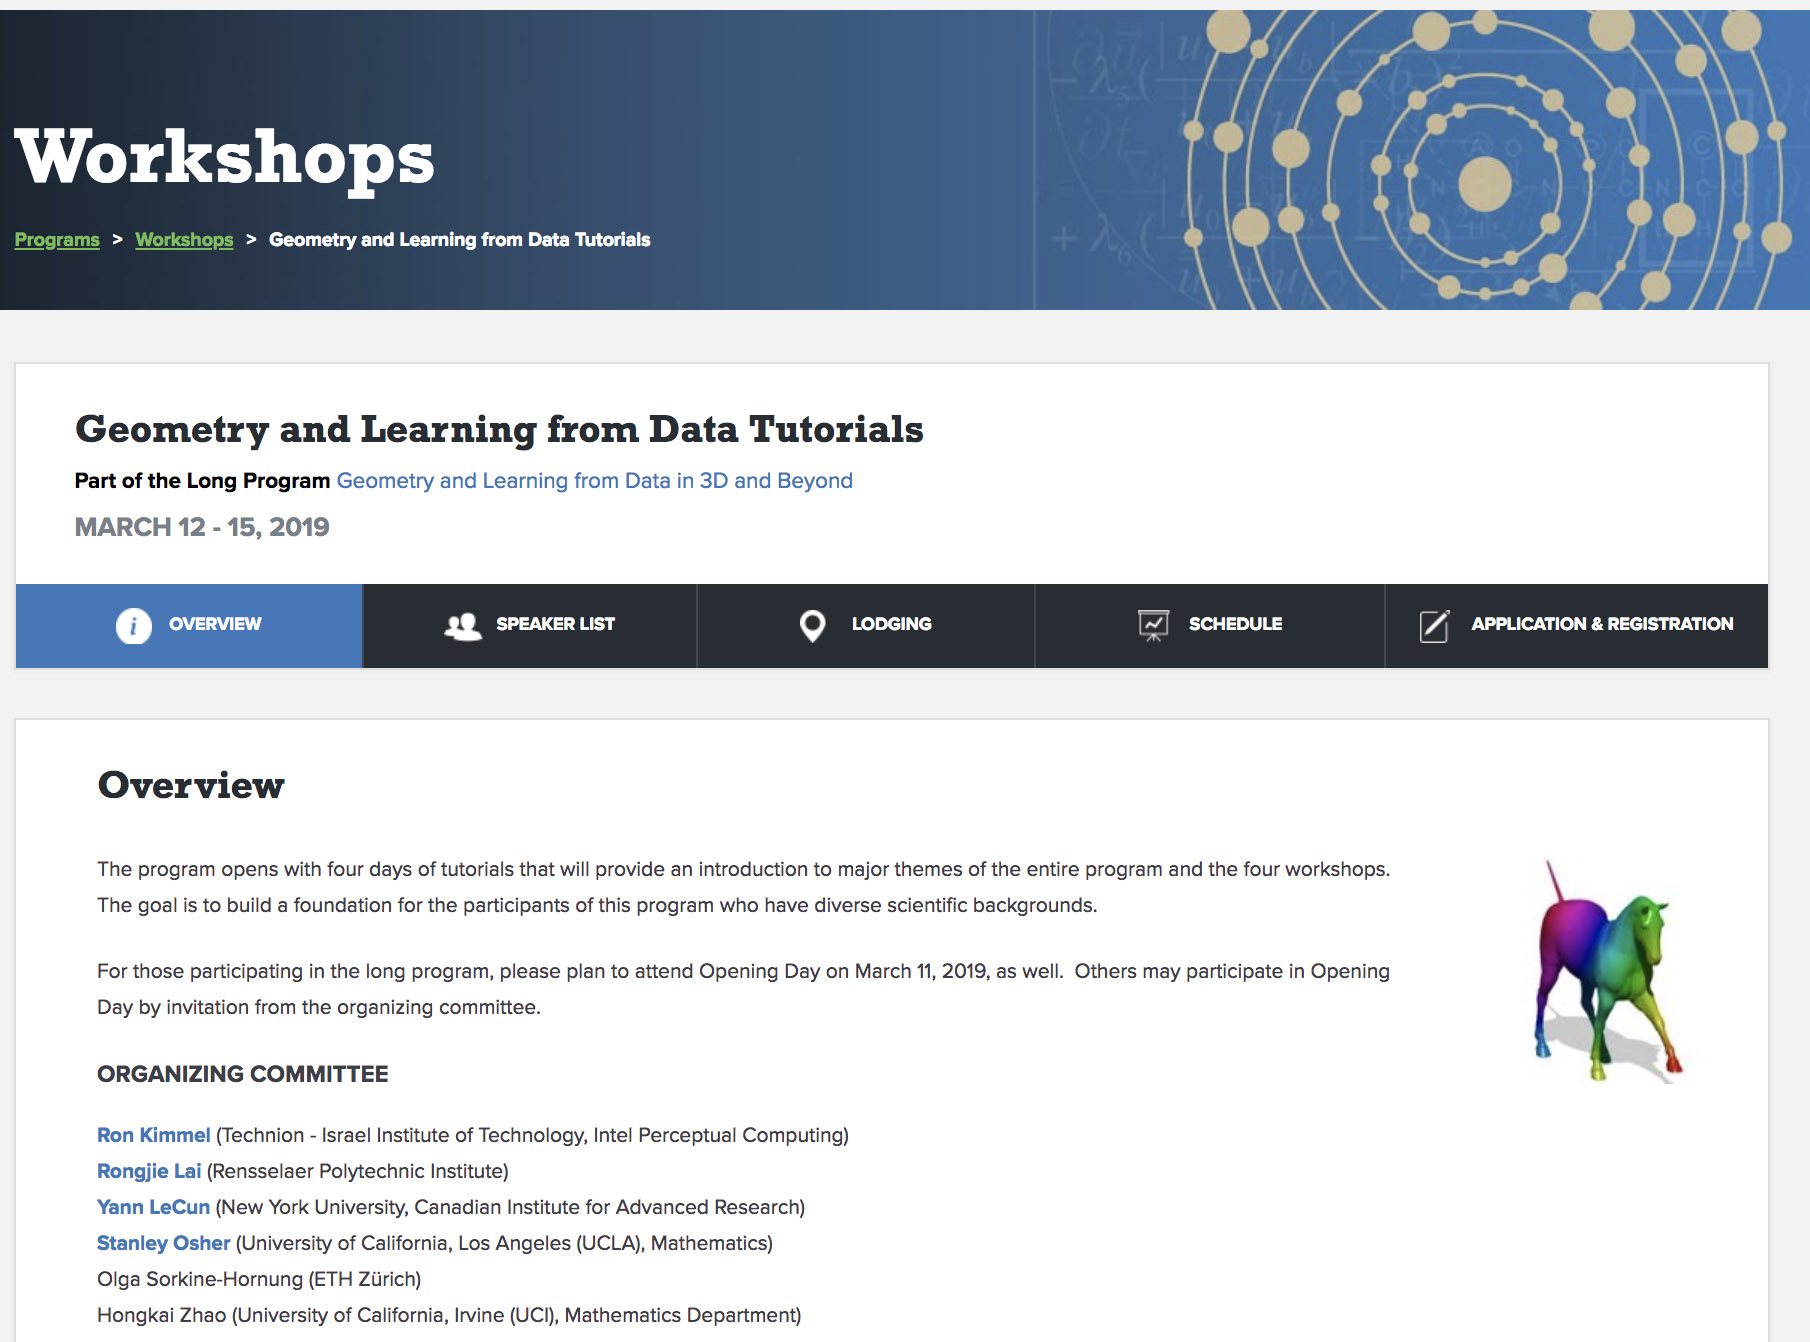 Workshops
Programs > Workshops > Geometry and Learning from Data Tutorials
Geometry and Learning from Data Tutorials
Part of the Long Program Geometry and Learning from Data in 3D and Beyond
MARCH 12 - 15, 2019
OVERVIEW
SPEAKER LIST
LODGING
SCHEDULE
APPLICATION & REGISTRATION
Overview
The program opens with four days of tutorials that will provide an introduction to major themes of the entire program and the four workshops.
The goal is to build a foundation for the participants of this program who have diverse scientific backgrounds.
For those participating in the long program, please plan to attend Opening Day on March 11, 2019, as well.  Others may participate in Opening
Day by invitation from the organizing committee.
ORGANIZING COMMITTEE
Ron Kimmel (Technion - Israel Institute of Technology, Intel Perceptual Computing)
Rongjie Lai (Rensselaer Polytechnic Institute)
Yann LeCun (New York University, Canadian Institute for Advanced Research)
Stanley Osher (University of California, Los Angeles (UCLA), Mathematics)
Olga Sorkine-Hornung (ETH Zürich)
Hongkai Zhao (University of California, Irvine (UCI), Mathematics Department)